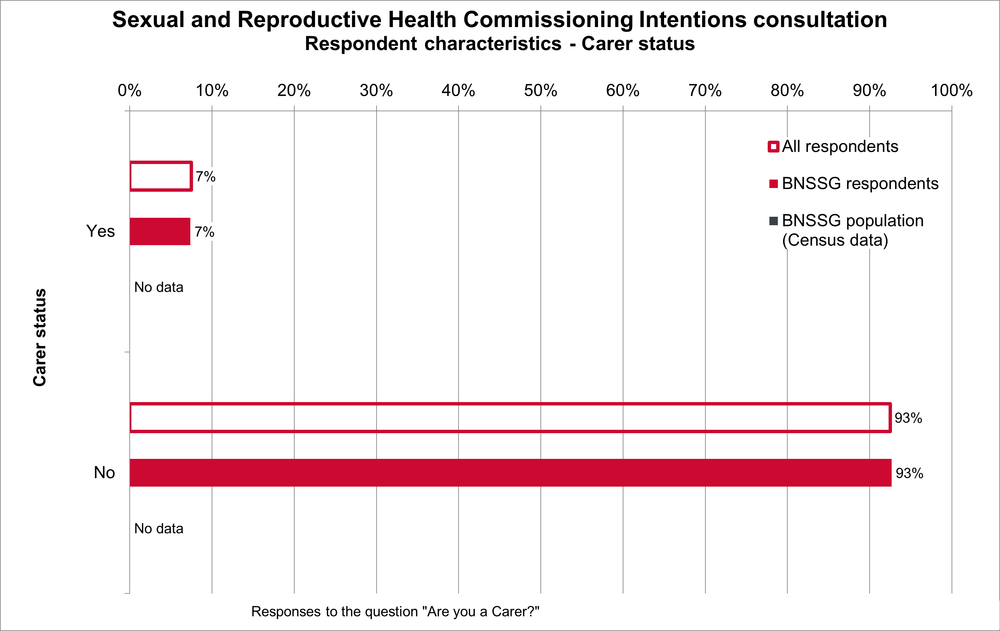 Sexual and Reproductive Health Commissioning Intentions consultation
Respondent characteristics - Carer status
0% 10% 20% 30% 40% 50% 60% 70% 80% 90% 100%
All respondents
BNSSG respondents
BNSSG population
(Census data)
Carer status
Yes
7%
7%
No data
No
93%
93%
No data
Responses to the question "Are you a Carer?"